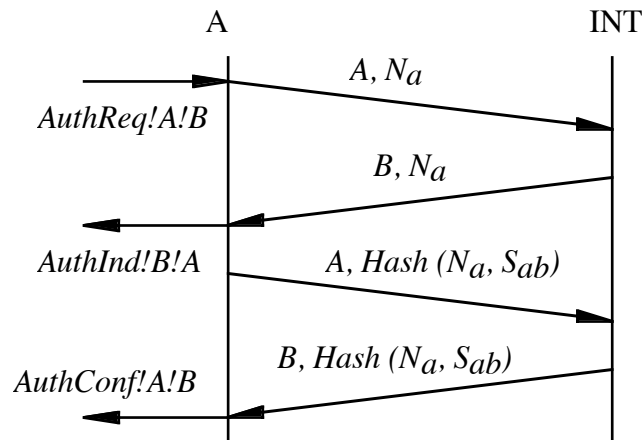 A INT
A, Na
AuthReq!A!B
B, Na
AuthInd!B!A
A, Hash (Na, Sab)
B, Hash (Na, Sab)
AuthConf!A!B